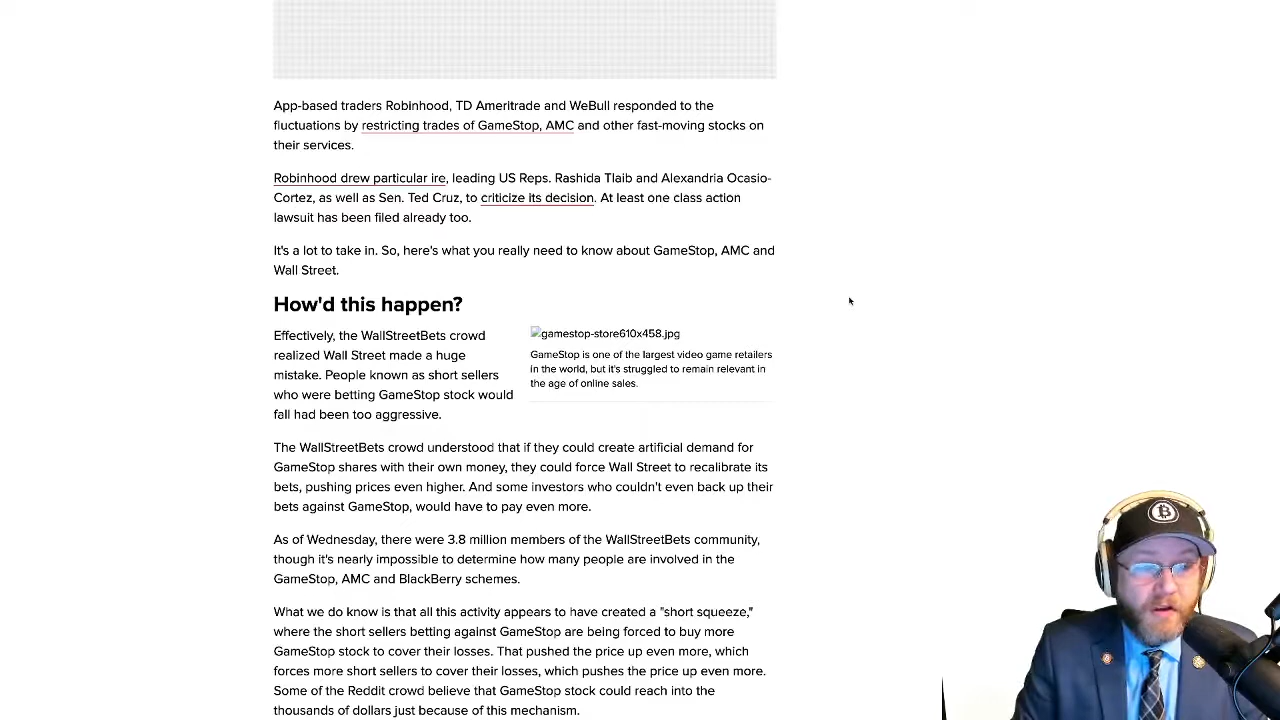 App-based traders Robinhood, TD Ameritrade and WeBull responded to the
fluctuations by restricting trades of GameStop, AMC and other fast-moving stocks on
their services.
Robinhood drew particular ire, leading US Reps. Rashida Tlaib and Alexandria Ocasio-
Cortez, as well as Sen. Ted Cruz, to criticize its decision. At least one class action
lawsuit has been filed already too.
It's a lot to take in. So, here's what you really need to know about GameStop, AMC and
Wall Street.
How'd this happen?
Effectively, the WallStreetBets crowd
realized Wall Street made a huge
mistake. People known as short sellers
who were betting GameStop stock would
fall had been too aggressive.
gamestop-store610x458.jpg
GameStop is one of the largest video game retailers
in the world, but it's struggled to remain relevant in
the age of online sales.
The WallStreetBets crowd understood that if they could create artificial demand for
GameStop shares with their own money, they could force Wall Street to recalibrate its
bets, pushing prices even higher. And some investors who couldn't even back up their
bets against GameStop, would have to pay even more.
As of Wednesday, there were 3.8 million members of the WallStreetBets community,
though it's nearly impossible to determine how many people are involved in the
GameStop, AMC and BlackBerry schemes.
What we do know is that all this activity appears to have created a "short squeeze,"
where the short sellers betting against GameStop are being forced to buy more
GameStop stock to cover their losses. That pushed the price up even more, which
forces more short sellers to cover their losses, which pushes the price up even more.
Some of the Reddit crowd believe that GameStop stock could reach into the
thousands of dollars just because of this mechanism.